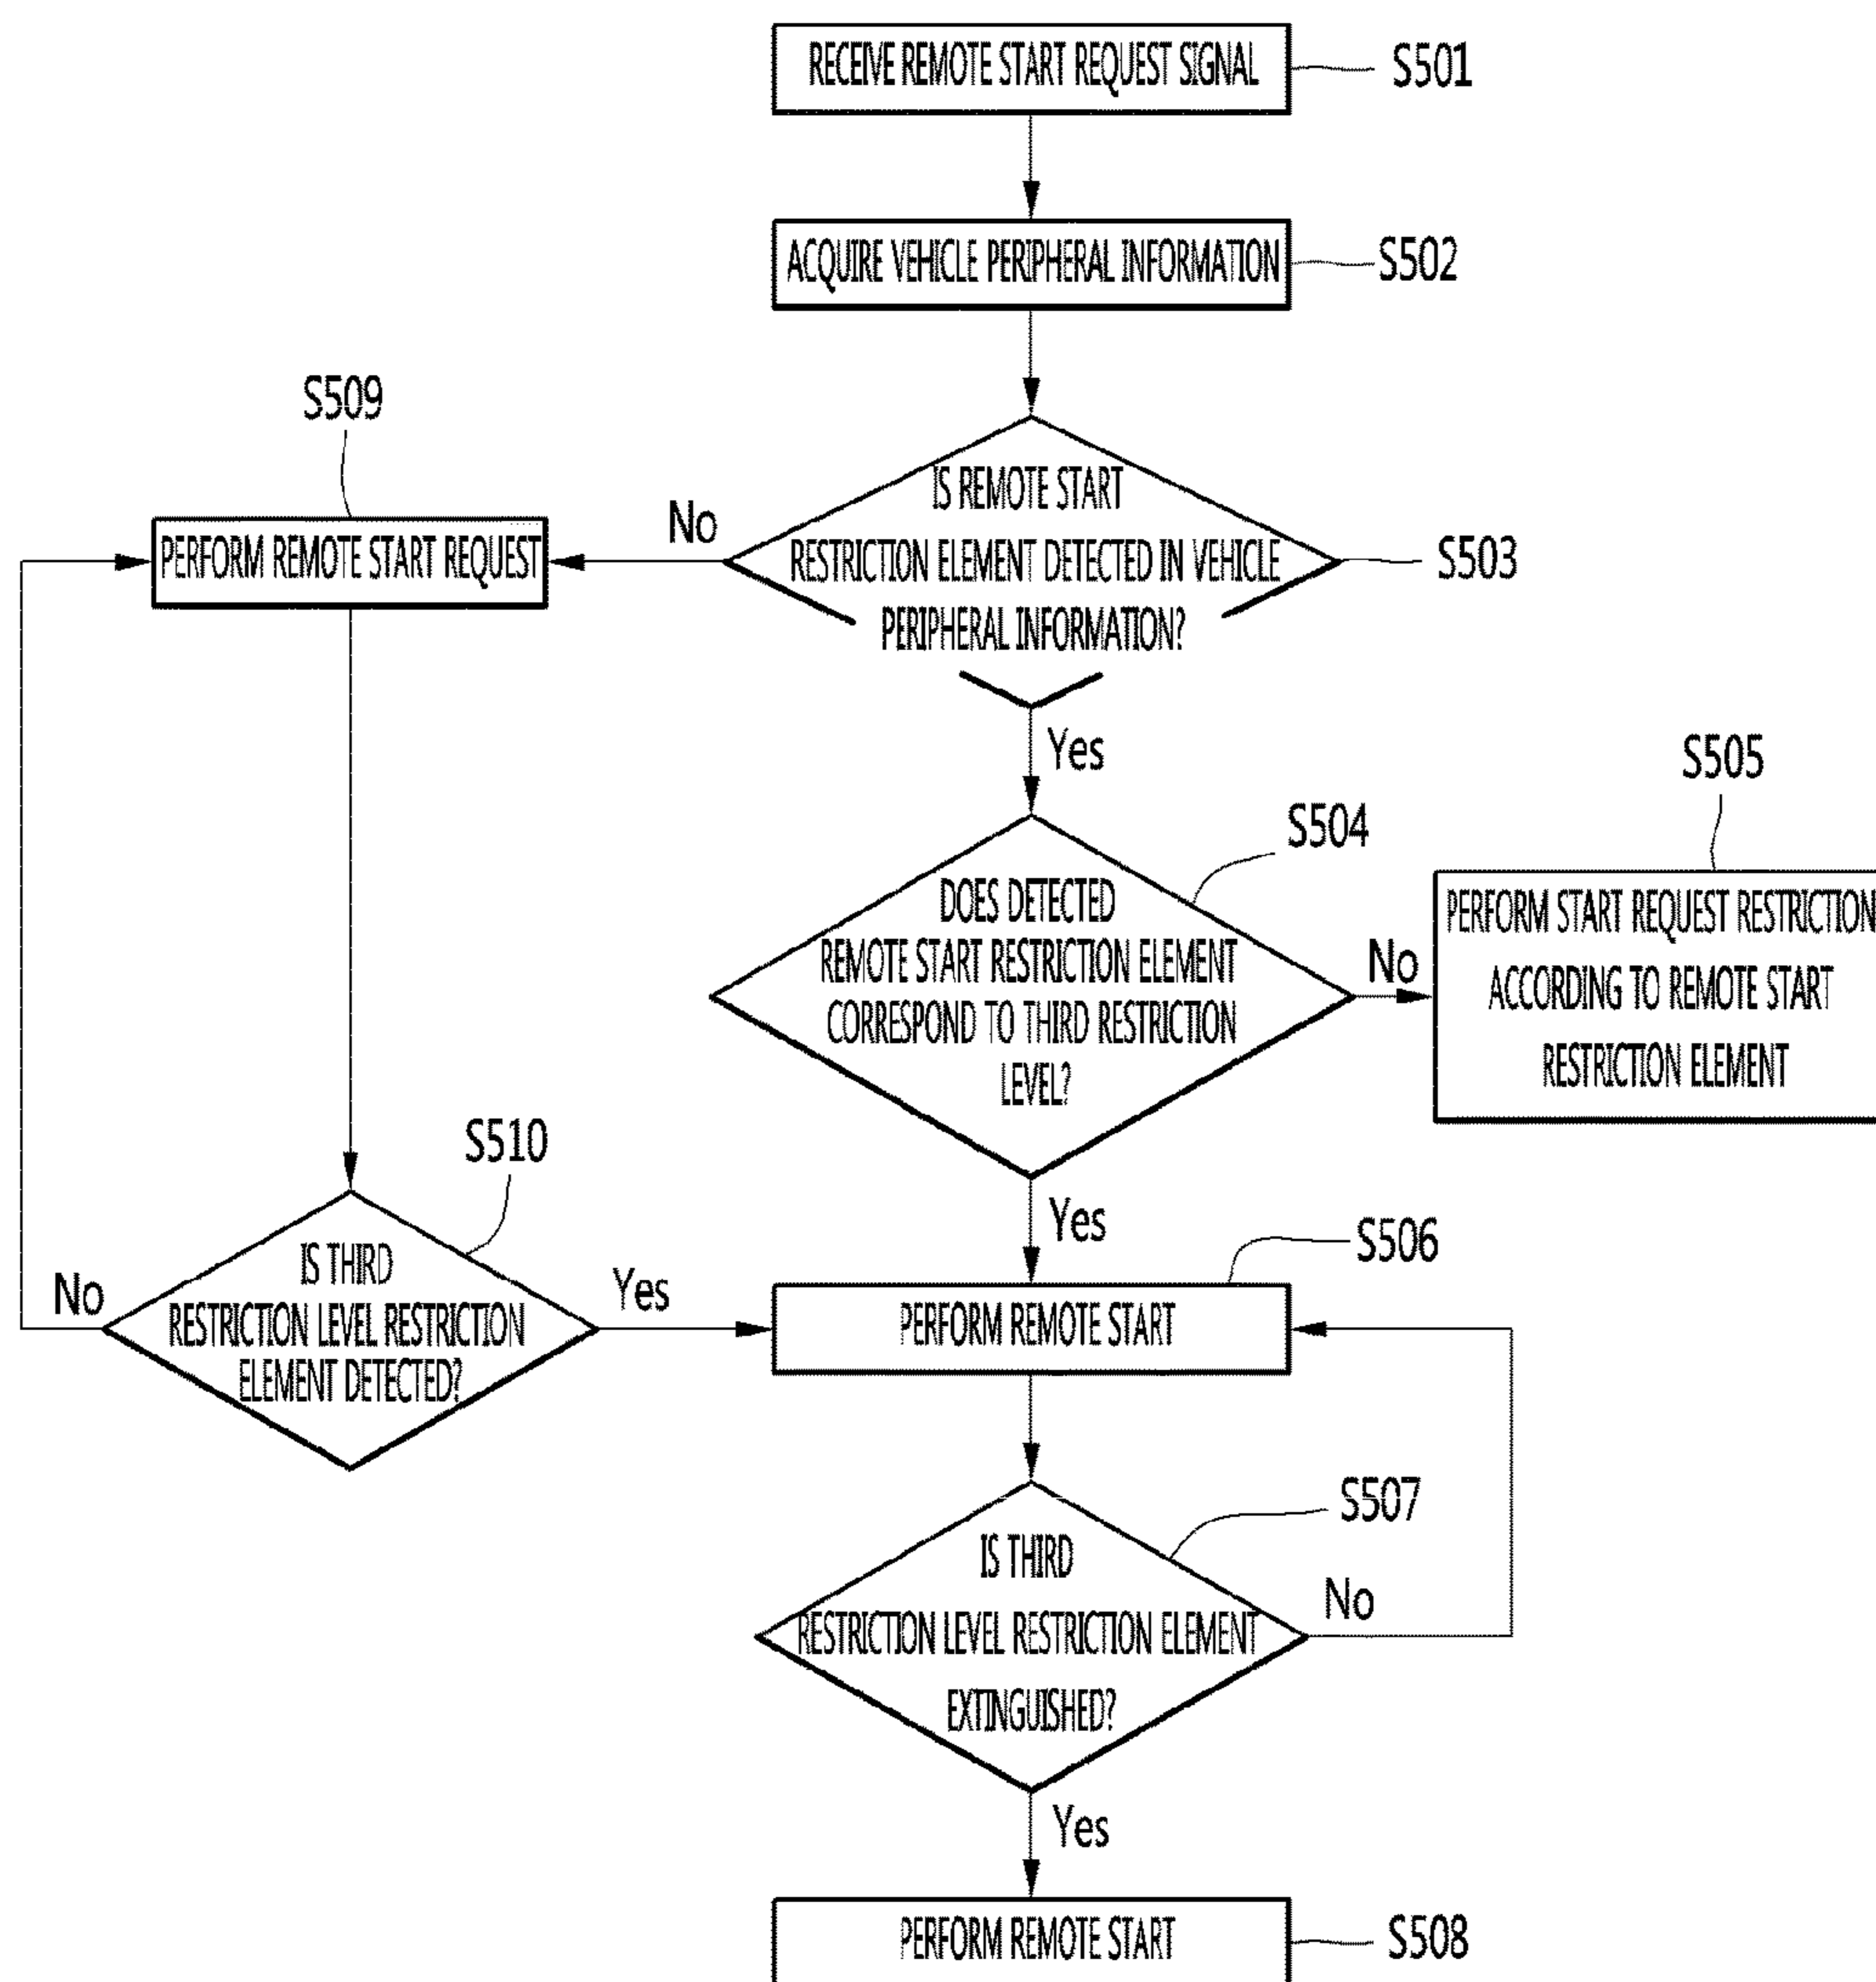 RECEIVE REMOTE START REQUEST SIGNAL
S501
ACQUIRE VEHICLE PERIPHERAL INFORMATION
S502
S509
PERFORM REMOTE START REQUEST
No
IS REMOTE START
RESTRICTION ELEMENT DETECTED IN VEHICLE
PERIPHERAL INFORMATION?
S503
Yes
S504
S505
DOES DETECTED
REMOTE START RESTRICTION ELEMENT
CORRESPOND TO THIRD RESTRICTION
LEVEL?
No
PERFORM START REQUEST RESTRICTION
ACCORDING TO REMOTE START
RESTRICTION ELEMENT
Yes
S510
No
IS THIRD
RESTRICTION LEVEL RESTRICTION
ELEMENT DETECTED?
Yes
S506
PERFORM REMOTE START
S507
IS THIRD
RESTRICTION LEVEL RESTRICTION ELEMENT
EXTINGUISHED?
No
Yes
PERFORM REMOTE START
S508